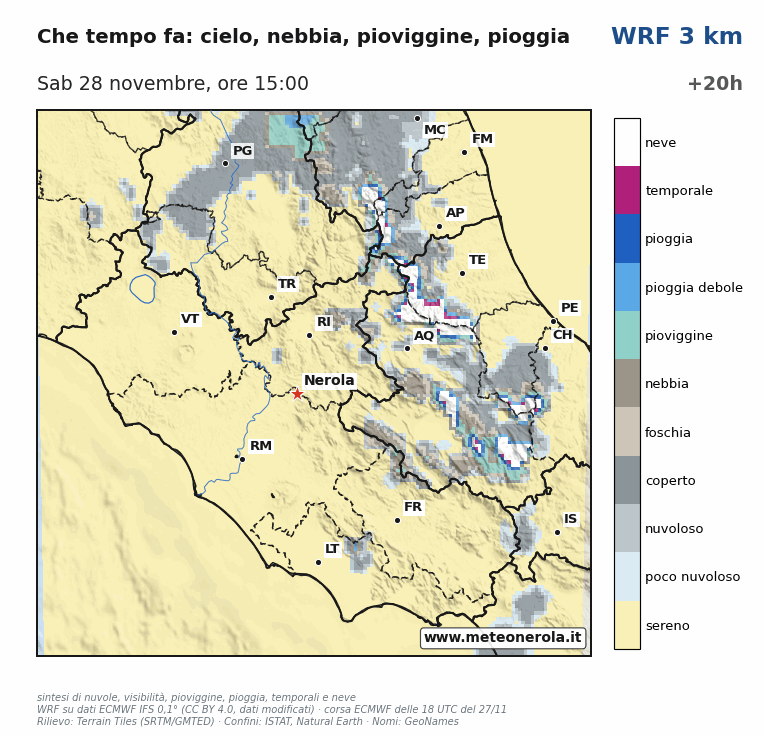 Che tempo fa: cielo, nebbia, pioviggine, pioggia
WRF 3 km
Sab 28 novembre, ore 15:00
+20h
MC
FM
PG
AP
TE
TR
PE
VT
RI
AQ
CH
Nerola
RM
FR
IS
LT
www.meteonerola.it
neve
temporale
pioggia
pioggia debole
pioviggine
nebbia
foschia
coperto
nuvoloso
poco nuvoloso
sereno
sintesi di nuvole, visibilità, pioviggine, pioggia, temporali e neve
WRF su dati ECMWF IFS 0,1° (CC BY 4.0, dati modificati) · corsa ECMWF delle 18 UTC del 27/11
Rilievo: Terrain Tiles (SRTM/GMTED) · Confini: ISTAT, Natural Earth · Nomi: GeoNames